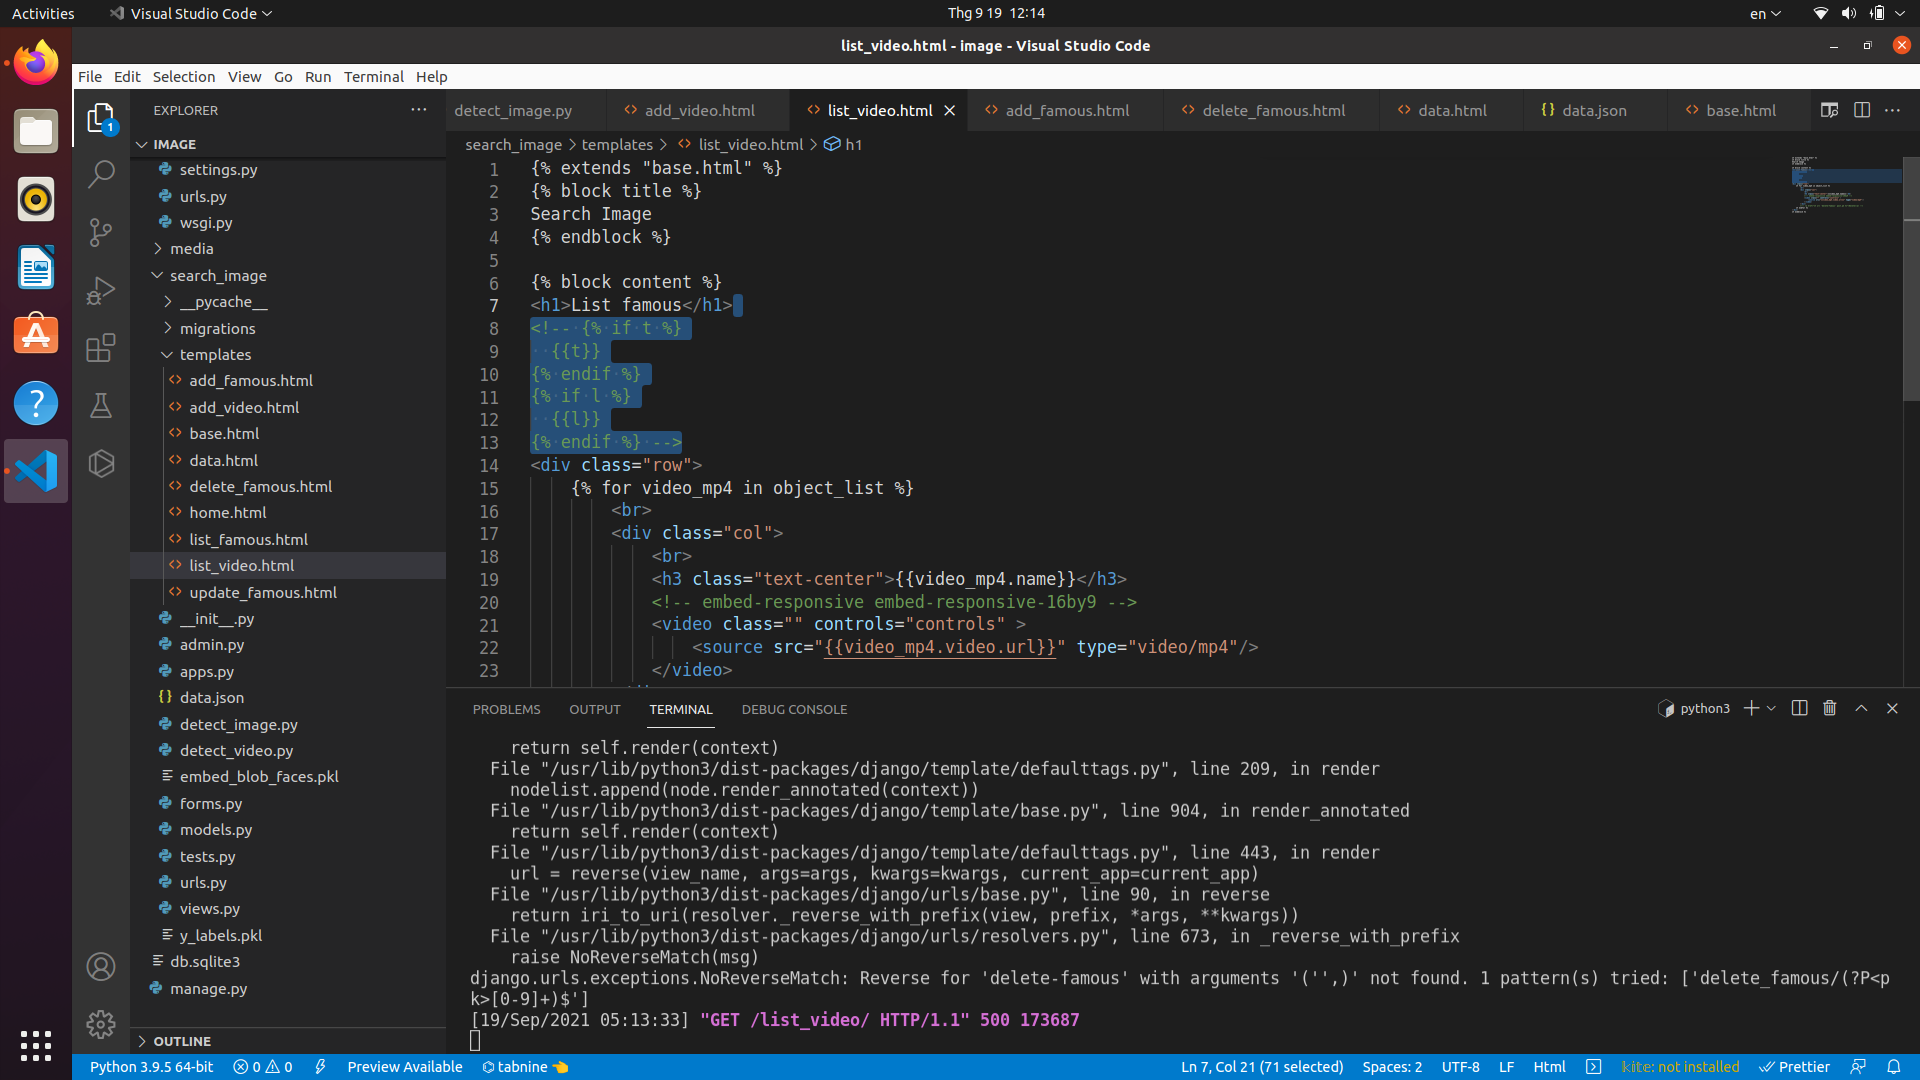 Activities
Visual Studio Code
Thg 9 19 12:14
en
list_video.html - image - Visual Studio Code
File Edit Selection View Go Run Terminal Help
EXPLORER
1
IMAGE
settings.py
urls.py
wsgi.py
media
search_image
__pycache__
migrations
templates
add_famous.html
add_video.html
base.html
data.html
delete_famous.html
home.html
list_famous.html
list_video.html
update_famous.html
__init__.py
admin.py
apps.py
data.json
detect_image.py
detect_video.py
embed_blob_faces.pkl
forms.py
models.py
tests.py
urls.py
views.py
y_labels.pkl
db.sqlite3
manage.py
OUTLINE
detect_image.py add_video.html list_video.html add_famous.html delete_famous.html data.html data.json base.html
search_image > templates > list_video.html > h1
1 {% extends "base.html" %}
2 {% block title %}
3 Search Image
4 {% endblock %}
5
6 {% block content %}
7 <h1>List famous</h1>
8 <!-- {% if t %}
9 {{t}}
10 {% endif %}
11 {% if l %}
12 {{l}}
13 {% endif %} -->
14 <div class="row">
15 {% for video_mp4 in object_list %}
16 <br>
17 <div class="col">
18 <br>
19 <h3 class="text-center">{{video_mp4.name}}</h3>
20 <!-- embed-responsive embed-responsive-16by9 -->
21 <video class="" controls="controls" >
22 <source src="{{video_mp4.video.url}}" type="video/mp4"/>
23 </video>
PROBLEMS OUTPUT TERMINAL DEBUG CONSOLE
python3
return self.render(context)
File "/usr/lib/python3/dist-packages/django/template/defaulttags.py", line 209, in render
nodelist.append(node.render_annotated(context))
File "/usr/lib/python3/dist-packages/django/template/base.py", line 904, in render_annotated
return self.render(context)
File "/usr/lib/python3/dist-packages/django/template/defaulttags.py", line 443, in render
url = reverse(view_name, args=args, kwargs=kwargs, current_app=current_app)
File "/usr/lib/python3/dist-packages/django/urls/base.py", line 90, in reverse
return iri_to_uri(resolver._reverse_with_prefix(view, prefix, *args, **kwargs))
File "/usr/lib/python3/dist-packages/django/urls/resolvers.py", line 673, in _reverse_with_prefix
raise NoReverseMatch(msg)
django.urls.exceptions.NoReverseMatch: Reverse for 'delete-famous' with arguments '('',)' not found. 1 pattern(s) tried: ['delete_famous/(?P<p
k>[0-9]+)$']
[19/Sep/2021 05:13:33] "GET /list_video/ HTTP/1.1" 500 173687
Python 3.9.5 64-bit 0 0 Preview Available tabnine Ln 7, Col 21 (71 selected) Spaces: 2 UTF-8 LF Html kite: not installed Prettier